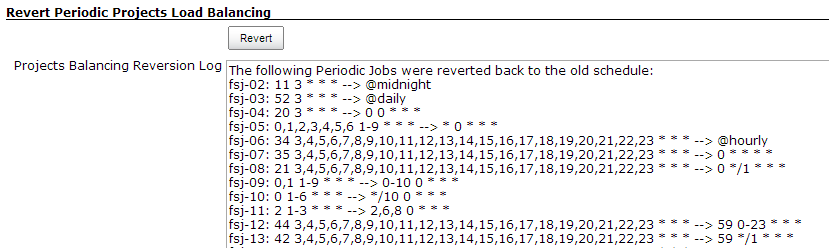 Revert Periodic Projects Load Balancing
Revert
Projects Balancing Reversion Log
The following Periodic Jobs were reverted back to the old schedule:
fsj-02: 11 3 * * * --> @midnight
fsj-03: 52 3 * * * --> @daily
fsj-04: 20 3 * * * --> 0 0 * * *
fsj-05: 0,1,2,3,4,5,6 1-9 * * * --> * 0 * * *
fsj-06: 34 3,4,5,6,7,8,9,10,11,12,13,14,15,16,17,18,19,20,21,22,23 * * * --> @hourly
fsj-07: 35 3,4,5,6,7,8,9,10,11,12,13,14,15,16,17,18,19,20,21,22,23 * * * --> 0 * * * *
fsj-08: 21 3,4,5,6,7,8,9,10,11,12,13,14,15,16,17,18,19,20,21,22,23 * * * --> 0 */1 * * *
fsj-09: 0,1 1-9 * * * --> 0-10 0 * * *
fsj-10: 0 1-6 * * * --> */10 0 * * *
fsj-11: 2 1-3 * * * --> 2,6,8 0 * * *
fsj-12: 44 3,4,5,6,7,8,9,10,11,12,13,14,15,16,17,18,19,20,21,22,23 * * * --> 59 0-23 * * *
fsj-13: 42 3,4,5,6,7,8,9,10,11,12,13,14,15,16,17,18,19,20,21,22,23 * * * --> 59 */1 * * *